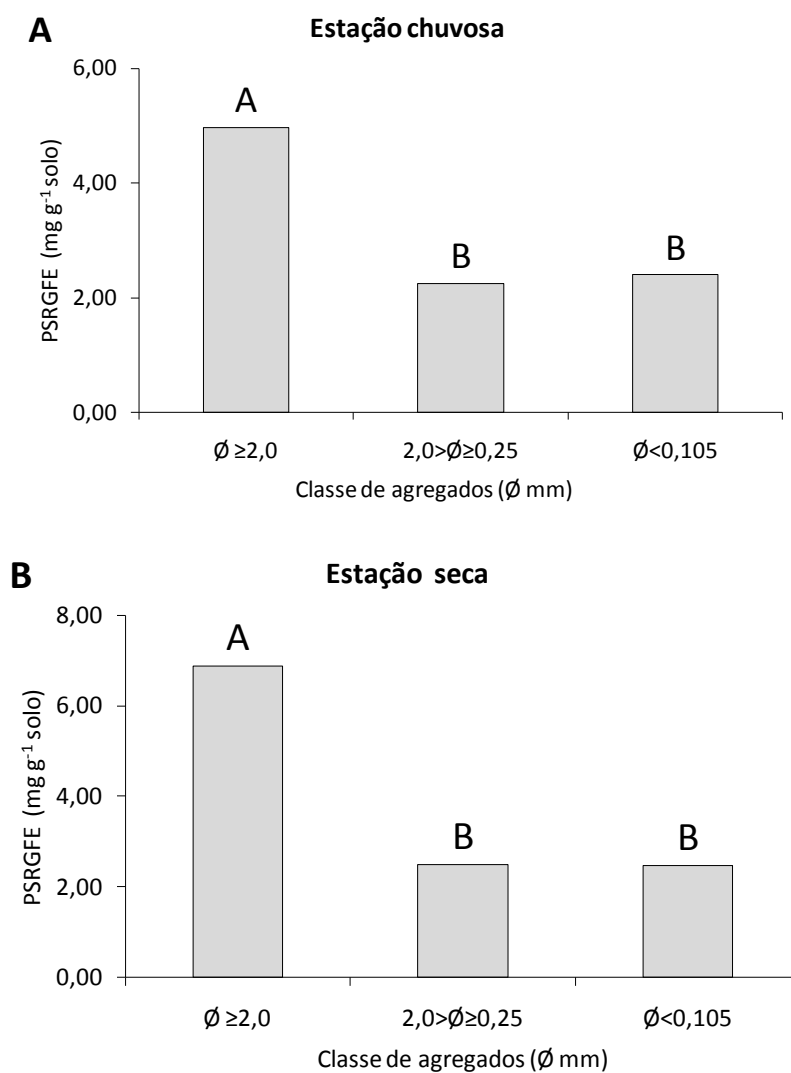 A
Estação chuvosa
6,00
4,00
2,00
0,00
PSRGFE (mg g⁻¹ solo)
A
B
B
Ø ≥2,0
2,0>Ø≥0,25
Ø<0,105
Classe de agregados (Ø mm)
B
Estação seca
8,00
6,00
4,00
2,00
0,00
PSRGFE (mg g⁻¹ solo)
A
B
B
Ø ≥2,0
2,0>Ø≥0,25
Ø<0,105
Classe de agregados (Ø mm)